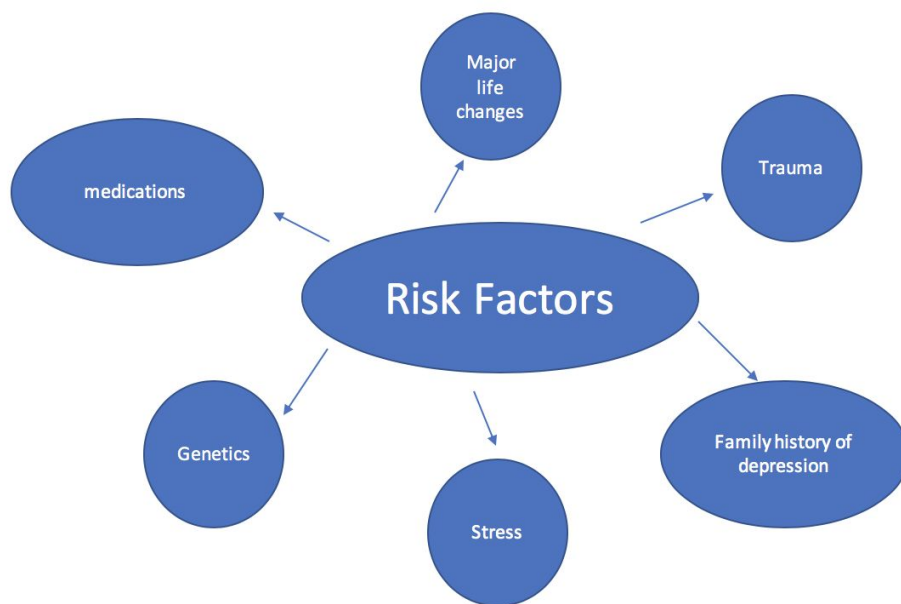 Major
life
changes
medications
Trauma
Risk Factors
Genetics
Family history of
depression
Stress